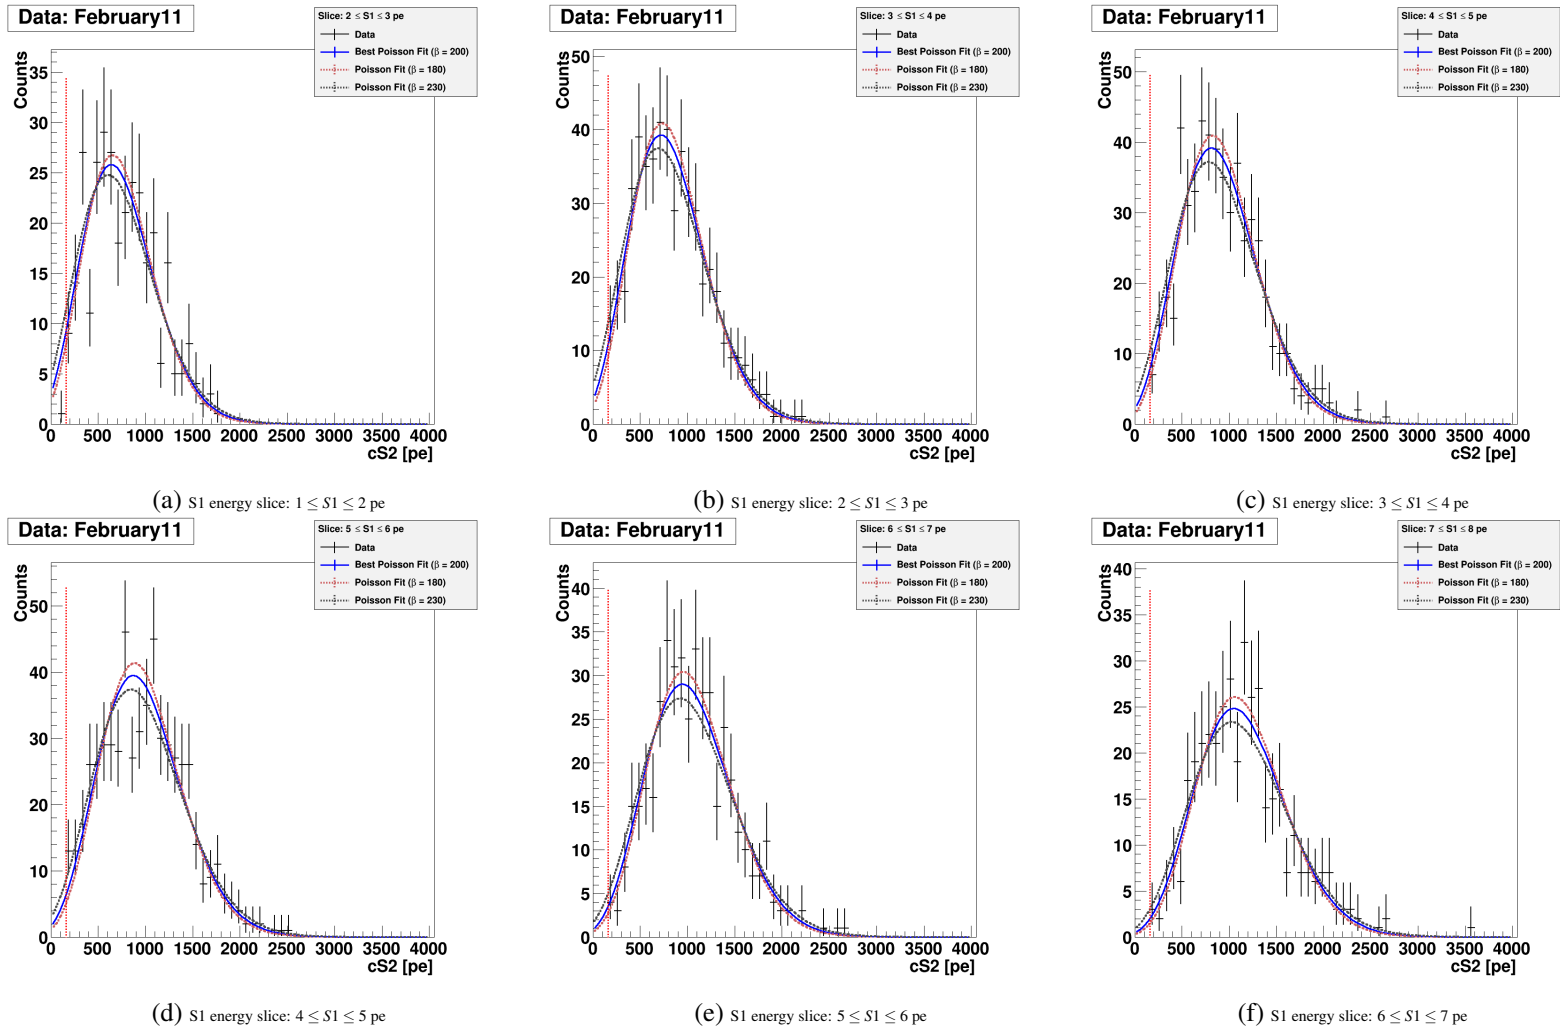 Data: February11
Slice: 2 ≤ S1 ≤ 3 pe
Data
Best Poisson Fit (β = 200)
Poisson Fit (β = 180)
Poisson Fit (β = 230)
Counts
35
30
25
20
15
10
5
0
0 500 1000 1500 2000 2500 3000 3500 4000
cS2 [pe]
(a) S1 energy slice: 1 ≤ S1 ≤ 2 pe
Data: February11
Slice: 3 ≤ S1 ≤ 4 pe
Data
Best Poisson Fit (β = 200)
Poisson Fit (β = 180)
Poisson Fit (β = 230)
Counts
50
40
30
20
10
0
0 500 1000 1500 2000 2500 3000 3500 4000
cS2 [pe]
(b) S1 energy slice: 2 ≤ S1 ≤ 3 pe
Data: February11
Slice: 4 ≤ S1 ≤ 5 pe
Data
Best Poisson Fit (β = 200)
Poisson Fit (β = 180)
Poisson Fit (β = 230)
Counts
50
40
30
20
10
0
0 500 1000 1500 2000 2500 3000 3500 4000
cS2 [pe]
(c) S1 energy slice: 3 ≤ S1 ≤ 4 pe
Data: February11
Slice: 5 ≤ S1 ≤ 6 pe
Data
Best Poisson Fit (β = 200)
Poisson Fit (β = 180)
Poisson Fit (β = 230)
Counts
50
40
30
20
10
0
0 500 1000 1500 2000 2500 3000 3500 4000
cS2 [pe]
(d) S1 energy slice: 4 ≤ S1 ≤ 5 pe
Data: February11
Slice: 6 ≤ S1 ≤ 7 pe
Data
Best Poisson Fit (β = 200)
Poisson Fit (β = 180)
Poisson Fit (β = 230)
Counts
40
35
30
25
20
15
10
5
0
0 500 1000 1500 2000 2500 3000 3500 4000
cS2 [pe]
(e) S1 energy slice: 5 ≤ S1 ≤ 6 pe
Data: February11
Slice: 7 ≤ S1 ≤ 8 pe
Data
Best Poisson Fit (β = 200)
Poisson Fit (β = 180)
Poisson Fit (β = 230)
Counts
40
35
30
25
20
15
10
5
0
0 500 1000 1500 2000 2500 3000 3500 4000
cS2 [pe]
(f) S1 energy slice: 6 ≤ S1 ≤ 7 pe